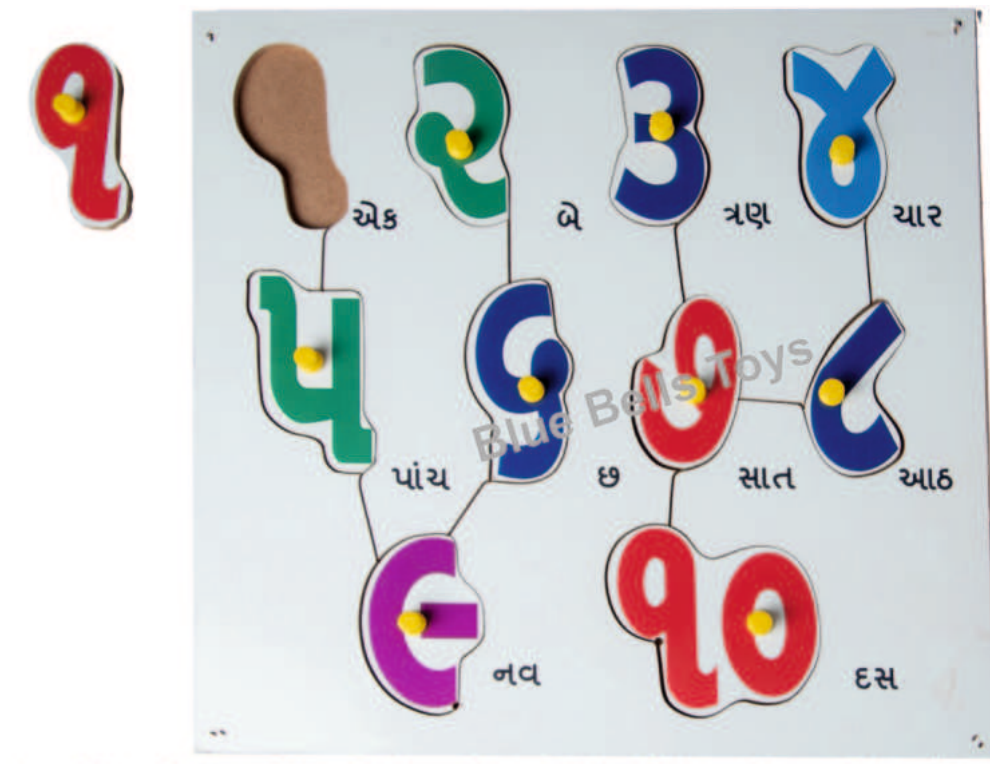 ૧ ૨ ૩ ૪
એક બે ત્રણ ચાર
૫ ૬ ૭ ૮
Blue Bells Toys
પાંચ છ સાત આઠ
૯ ૧૦
નવ દસ